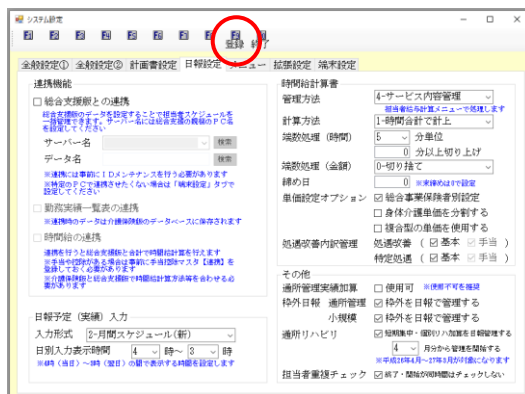 システム設定
F1 F2 F3 F4 F5 F6 F7 F8
登録 終了
全般設定① 全般設定② 計画書設定 日報設定 メニュー 拡張設定 端末設定
連携機能
□ 総合支援版との連携
総合支援版のデータを設定することで担当者スケジュールを
一括管理できます。サーバー名には総合支援の親機のPC名
を設定してください
サーバー名 検索
データ名 検索
※連携には事前にIDメンテナンスを行う必要があります
※特定のPCで連携させたくない場合は「端末設定」タブで
設定してください
□ 勤務実績一覧表の連携
※連携時のデータは介護保険版のデータベースに保存されます
□ 時間給の連携
連携を行うと総合支援版と合計で時間給計算を行えます
※手当や控除がある場合は事前に手当控除マスタ【連携】を
登録しておく必要があります
※介護保険版と総合支援版で時間給計算方法等を合わせる必
要があります
日報予定（実績）入力
入力形式 2-月間スケジュール(新)
日別入力表示時間 4 時～ 3 時
※4時（当日）～3時（翌日）の間で表示する時間を設定します
時間給計算書
管理方法 4-サービス内容管理
担当者給与計算メニューで処理します
計算方法 1-時間合計で計上
端数処理（時間） 5 分単位
0 分以上切り上げ
端数処理（金額） 0-切り捨て
締め日 0 ※末締めは0で設定
単価設定オプション ☑ 総合事業保険者別設定
□ 身体介護単価を分割する
□ 複合型の単価を使用する
処遇改善内訳管理 処遇改善 （ ☑ 基本 ☑ 手当 ）
特定処遇 （ ☑ 基本 ☑ 手当 ）
その他
通所管理実績加算 □ 使用可 ※使用不可を推奨
枠外日報 通所管理 ☑ 枠外を日報で管理する
小規模 ☑ 枠外を日報で管理する
通所リハビリ ☑ 短期集中・個別リハ加算を日報管理する
4 月分から管理を開始する
※平成26年4月～27年3月が対象になります
担当者重複チェック ☑ 終了・開始が同時間はチェックしない